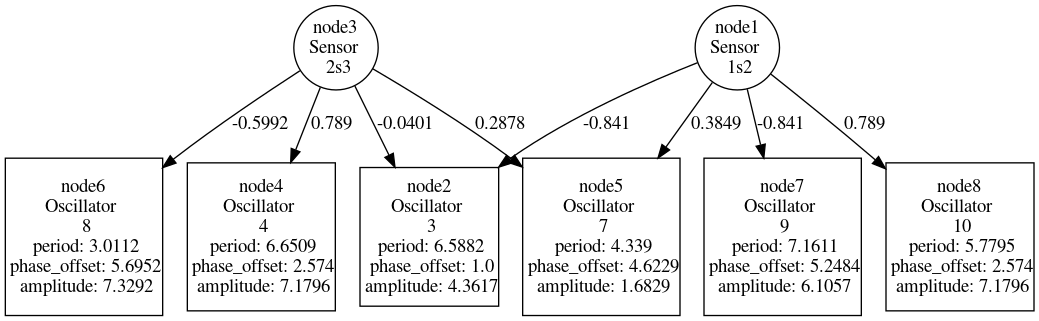 node3
Sensor
2s3
node1
Sensor
1s2
-0.5992
0.789
-0.0401
0.2878
-0.841
0.3849
-0.841
0.789
node6
Oscillator
8
period: 3.0112
phase_offset: 5.6952
amplitude: 7.3292
node4
Oscillator
4
period: 6.6509
phase_offset: 2.574
amplitude: 7.1796
node2
Oscillator
3
period: 6.5882
phase_offset: 1.0
amplitude: 4.3617
node5
Oscillator
7
period: 4.339
phase_offset: 4.6229
amplitude: 1.6829
node7
Oscillator
9
period: 7.1611
phase_offset: 5.2484
amplitude: 6.1057
node8
Oscillator
10
period: 5.7795
phase_offset: 2.574
amplitude: 7.1796